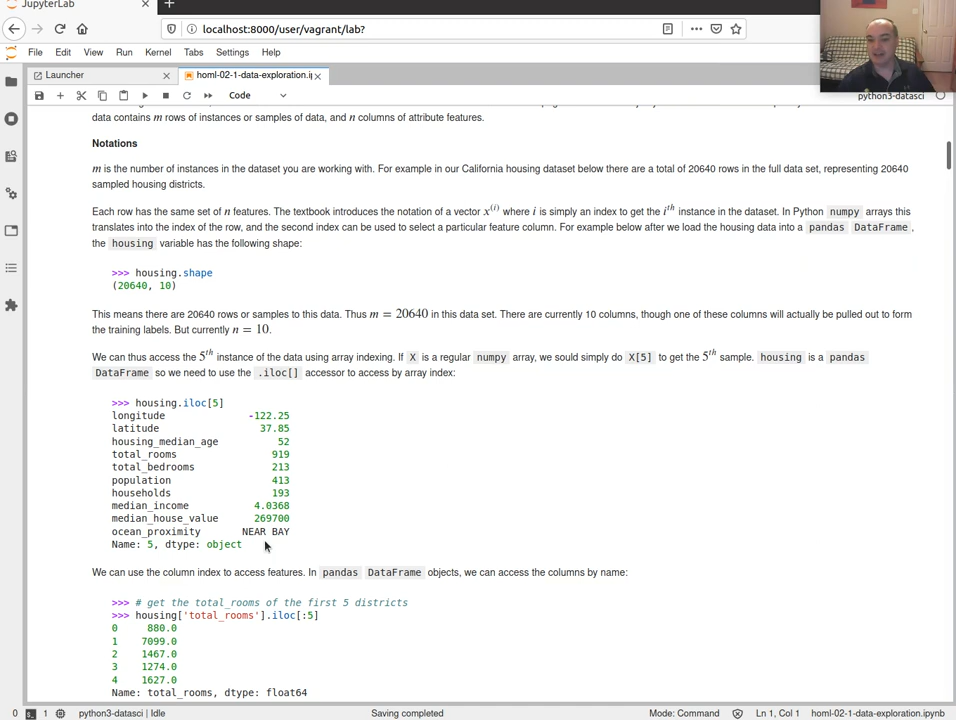 JupyterLab
localhost:8000/user/vagrant/lab?
File Edit View Run Kernel Tabs Settings Help
Launcher
homl-02-1-data-exploration.i
Code
python3-datasci
data contains m rows of instances or samples of data, and n columns of attribute features.
Notations
m is the number of instances in the dataset you are working with. For example in our California housing dataset below there are a total of 20640 rows in the full data set, representing 20640
sampled housing districts.
Each row has the same set of n features. The textbook introduces the notation of a vector x^(i) where i is simply an index to get the i^th instance in the dataset. In Python numpy arrays this
translates into the index of the row, and the second index can be used to select a particular feature column. For example below after we load the housing data into a pandas DataFrame ,
the housing variable has the following shape:
>>> housing.shape
(20640, 10)
This means there are 20640 rows or samples to this data. Thus m = 20640 in this data set. There are currently 10 columns, though one of these columns will actually be pulled out to form
the training labels. But currently n = 10.
We can thus access the 5^th instance of the data using array indexing. If X is a regular numpy array, we would simply do X[5] to get the 5^th sample. housing is a pandas
DataFrame so we need to use the .iloc[] accessor to access by array index:
>>> housing.iloc[5]
longitude -122.25
latitude 37.85
housing_median_age 52
total_rooms 919
total_bedrooms 213
population 413
households 193
median_income 4.0368
median_house_value 269700
ocean_proximity NEAR BAY
Name: 5, dtype: object
We can use the column index to access features. In pandas DataFrame objects, we can access the columns by name:
>>> # get the total_rooms of the first 5 districts
>>> housing['total_rooms'].iloc[:5]
0 880.0
1 7099.0
2 1467.0
3 1274.0
4 1627.0
Name: total_rooms, dtype: float64
0 1 python3-datasci | Idle Saving completed Mode: Command Ln 1, Col 1 homl-02-1-data-exploration.ipynb